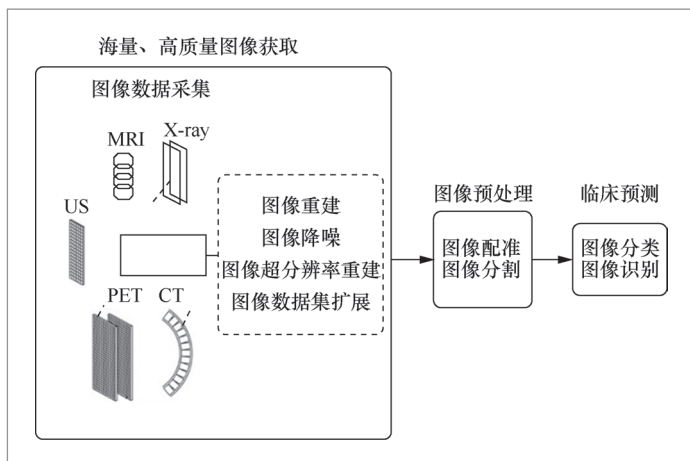 海量、高质量图像获取
图像数据采集
MRI
X-ray
US
PET
CT
图像重建
图像降噪
图像超分辨率重建
图像数据集扩展
图像预处理
图像配准
图像分割
临床预测
图像分类
图像识别